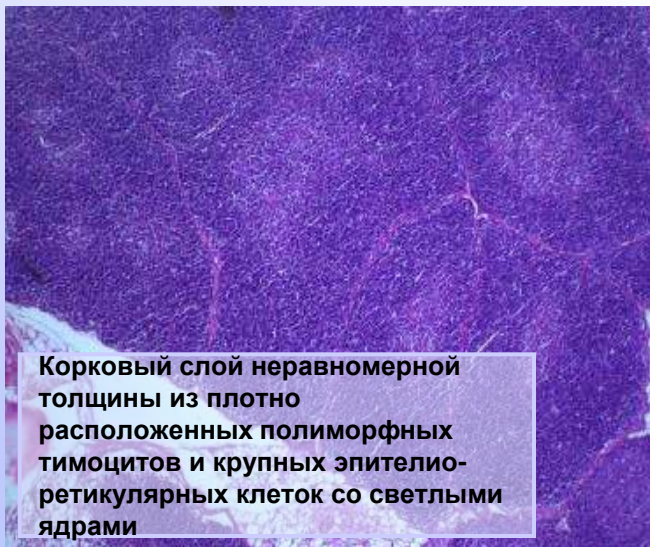 Корковый слой неравномерной
толщины из плотно
расположенных полиморфных
тимоцитов и крупных эпителио-
ретикулярных клеток со светлыми
ядрами